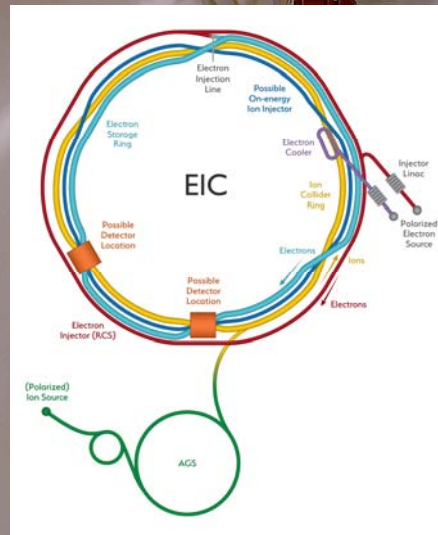 Electron
Injection
Line
Possible
On-energy
Ion Injector
Electron
Storage
Ring
Electron
Cooler
Injector
Linac
EIC
Ion
Collider
Ring
Polarized
Electron
Source
Possible
Detector
Location
Possible
Detector
Location
Electrons
Ions
Electrons
Electron
Injector (RCS)
(Polarized)
Ion Source
AGS